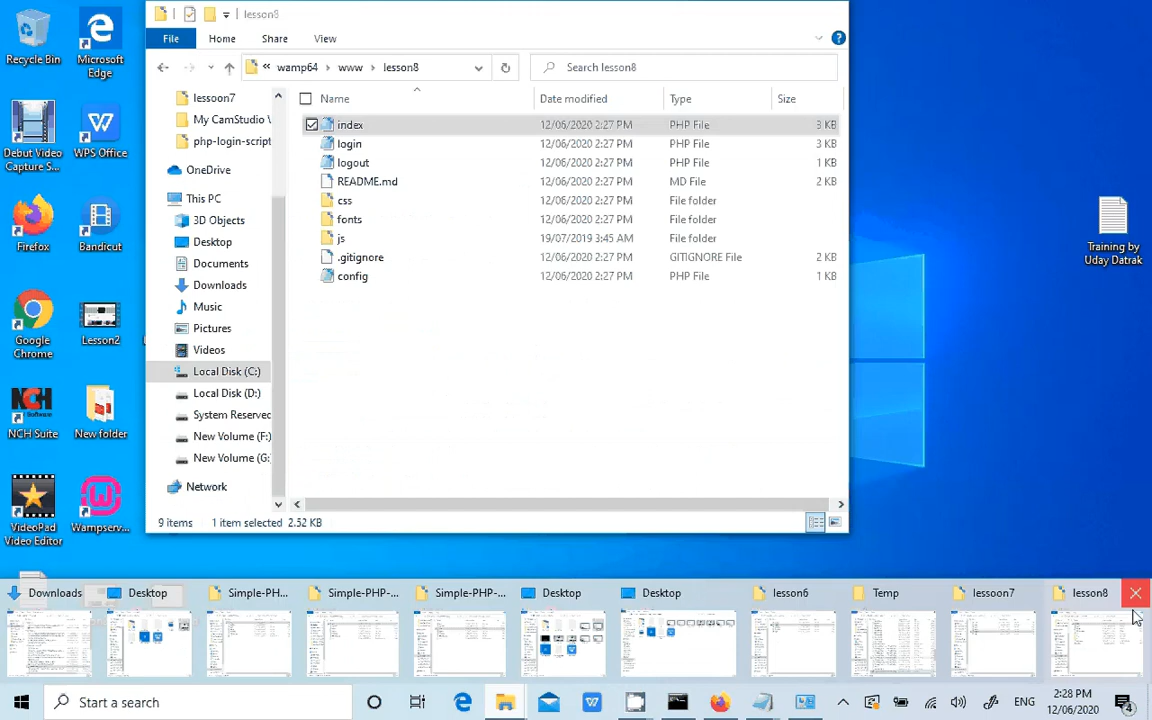 lesson8
File
Home
Share
View
« wamp64 › www › lesson8
Search lesson8
Name
Date modified
Type
Size
index 12/06/2020 2:27 PM PHP File 3 KB
login 12/06/2020 2:27 PM PHP File 3 KB
logout 12/06/2020 2:27 PM PHP File 1 KB
README.md 12/06/2020 2:27 PM MD File 2 KB
css 12/06/2020 2:27 PM File folder
fonts 12/06/2020 2:27 PM File folder
js 19/07/2019 3:45 AM File folder
.gitignore 12/06/2020 2:27 PM GITIGNORE File 2 KB
config 12/06/2020 2:27 PM PHP File 1 KB
lessoon7
My CamStudio
php-login-script
OneDrive
This PC
3D Objects
Desktop
Documents
Downloads
Music
Pictures
Videos
Local Disk (C:)
Local Disk (D:)
System Reserved
New Volume (F:)
New Volume (G:
Network
9 items 1 item selected 2.52 KB
Recycle Bin
Microsoft
Edge
Debut Video
Capture S...
WPS Office
Firefox
Bandicut
Google
Chrome
Lesson2
NCH Suite
New folder
VideoPad
Video Editor
Wampserv...
Training by
Uday Datrak
NCH
Software
Downloads
Desktop
Simple-PH...
Simple-PHP-...
Simple-PHP-...
Desktop
Desktop
lesson6
Temp
lessoon7
lesson8
Start a search
ENG
2:28 PM
12/06/2020
4